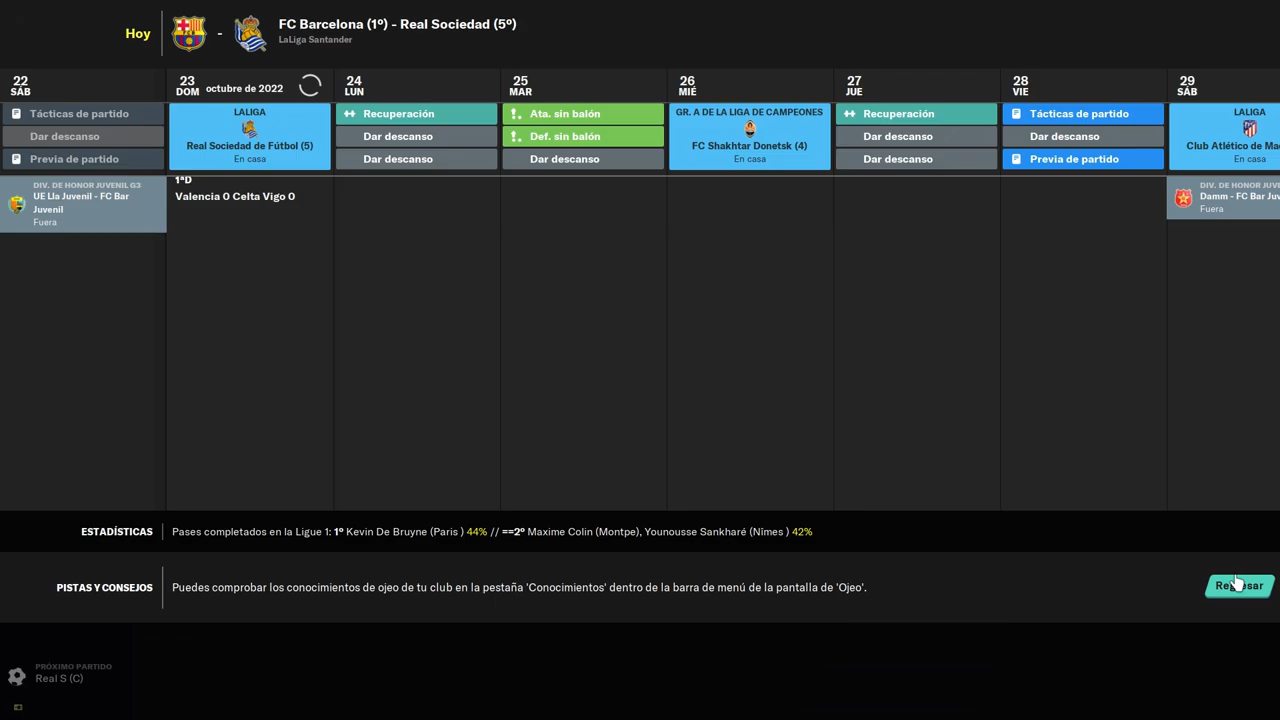 Hoy
FC Barcelona (1º) - Real Sociedad (5º)
LaLiga Santander
22
SÁB
23
DOM octubre de 2022
24
LUN
25
MAR
26
MIÉ
27
JUE
28
VIE
29
SÁB
Tácticas de partido
Dar descanso
Previa de partido
LALIGA
Real Sociedad de Fútbol (5)
En casa
Recuperación
Dar descanso
Dar descanso
Ata. sin balón
Def. sin balón
Dar descanso
GR. A DE LA LIGA DE CAMPEONES
FC Shakhtar Donetsk (4)
En casa
Recuperación
Dar descanso
Dar descanso
Tácticas de partido
Dar descanso
Previa de partido
LALIGA
Club Atlético de Ma
En casa
DIV. DE HONOR JUVENIL G3
UE Lla Juvenil - FC Bar
Juvenil
Fuera
1ªD
Valencia 0 Celta Vigo 0
DIV. DE HONOR JUVENI
Damm - FC Bar Juv
Fuera
ESTADÍSTICAS
Pases completados en la Ligue 1: 1º Kevin De Bruyne (Paris ) 44% // ==2º Maxime Colin (Montpe), Younousse Sankharé (Nîmes ) 42%
PISTAS Y CONSEJOS
Puedes comprobar los conocimientos de ojeo de tu club en la pestaña 'Conocimientos' dentro de la barra de menú de la pantalla de 'Ojeo'.
PRÓXIMO PARTIDO
Real S (C)